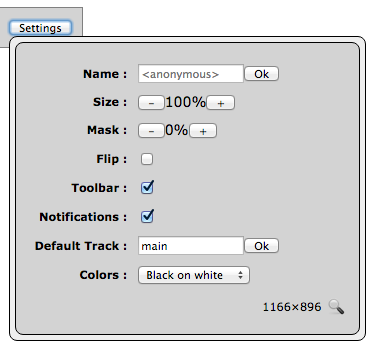 Settings
Name : <anonymous> Ok
Size : - 100% +
Mask : - 0% +
Flip :
Toolbar :
Notifications :
Default Track : main Ok
Colors : Black on white
1166×896